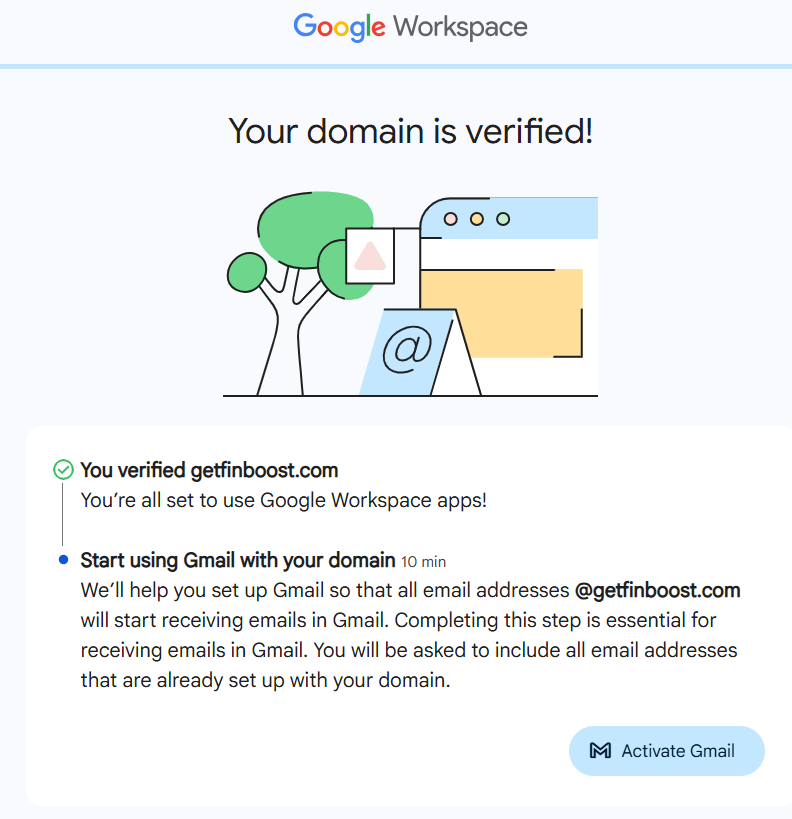 Google Workspace
Your domain is verified!
@
You verified getfinboost.com
You’re all set to use Google Workspace apps!
Start using Gmail with your domain 10 min
We’ll help you set up Gmail so that all email addresses @getfinboost.com
will start receiving emails in Gmail. Completing this step is essential for
receiving emails in Gmail. You will be asked to include all email addresses
that are already set up with your domain.
Activate Gmail